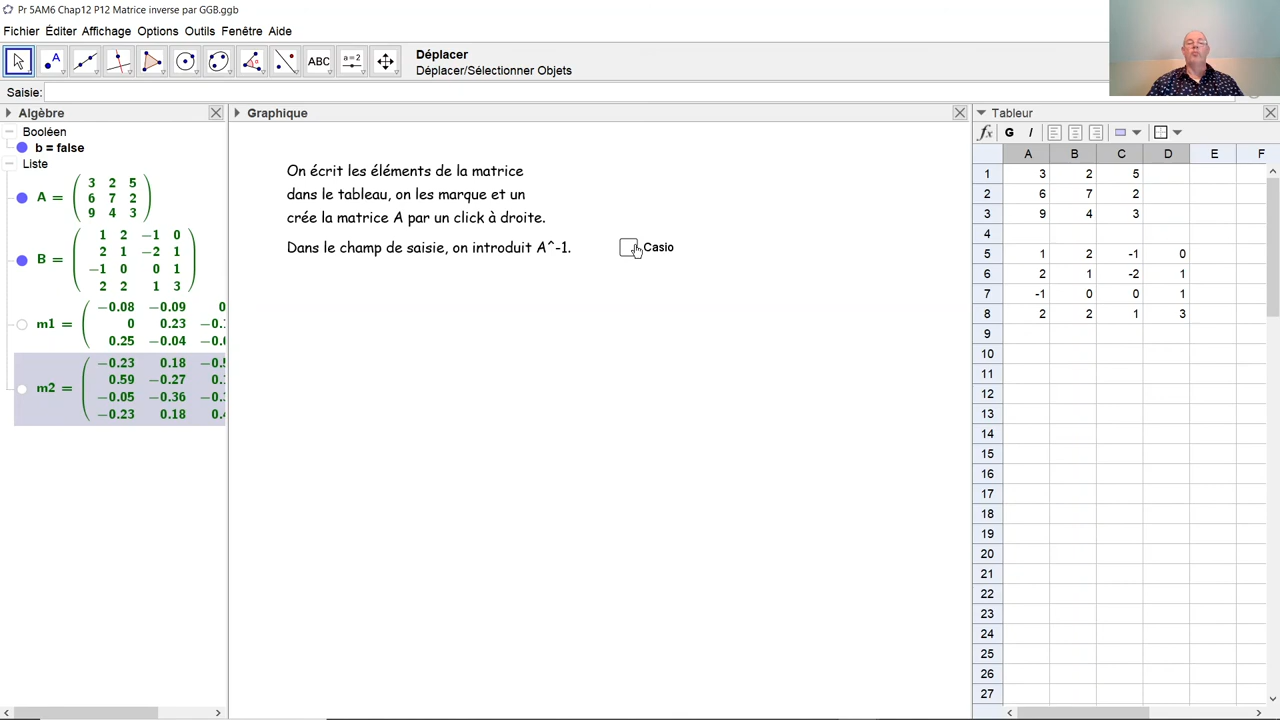 Pr 5AM6 Chap12 P12 Matrice inverse par GGB.ggb
Fichier Éditer Affichage Options Outils Fenêtre Aide
A ABC a=2
Déplacer
Déplacer/Sélectionner Objets
Saisie:
Algèbre
Booléen
b = false
Liste
A =
3 2 5
6 7 2
9 4 3
B =
1 2 −1 0
2 1 −2 1
−1 0 0 1
2 2 1 3
m1 =
−0.08 −0.09 0
0 0.23
0.25 −0.04
m2 =
−0.23 0.18
0.59 −0.27
−0.05 −0.36
−0.23 0.18
Graphique
On écrit les éléments de la matrice
dans le tableau, on les marque et un
crée la matrice A par un click à droite.
Dans le champ de saisie, on introduit A^-1.
Casio
Tableur
fx G I
A B C D E F
1 3 2 5
2 6 7 2
3 9 4 3
4
5 1 2 -1 0
6 2 1 -2 1
7 -1 0 0 1
8 2 2 1 3
9
10
11
12
13
14
15
16
17
18
19
20
21
22
23
24
25
26
27